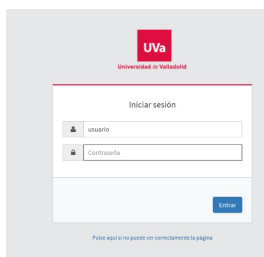 UVa
Universidad de Valladolid
Iniciar sesión
usuario
Contraseña
Entrar
Pulse aquí si no puede ver correctamente la página